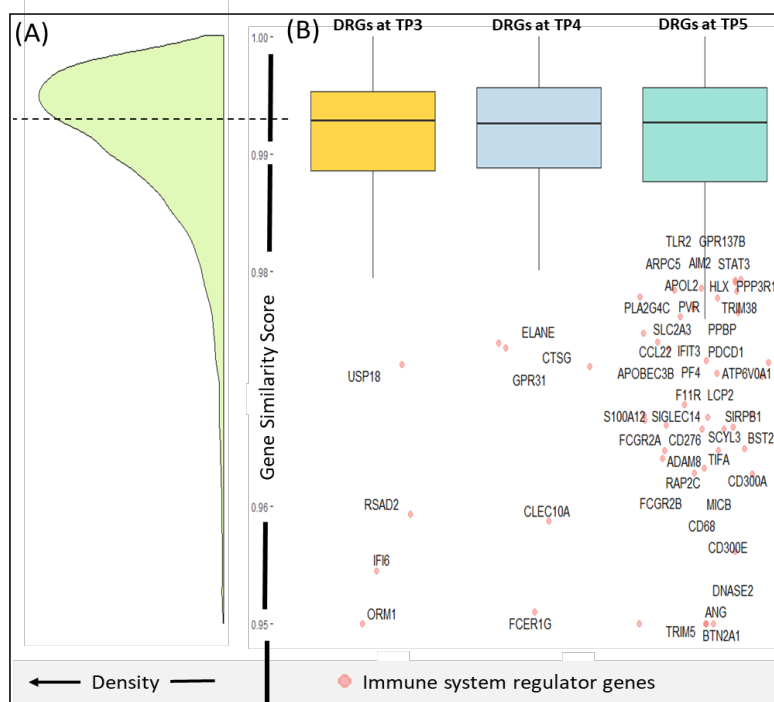 (A)
(B)
DRGs at TP3
DRGs at TP4
DRGs at TP5
1.00
0.99
0.98
0.96
0.95
Gene Similarity Score
USP18
RSAD2
IFI6
ORM1
ELANE
CTSG
GPR31
CLEC10A
FCER1G
TLR2 GPR137B
ARPC5 AIM2 STAT3
APOL2 HLX PPP3R1
PLA2G4C PVR TRIM38
SLC2A3 PPBP
CCL22 IFIT3 PDCD1
APOBEC3B PF4 ATP6V0A1
F11R LCP2
S100A12 SIGLEC14 SIRPB1
FCGR2A CD276 SCYL3 BST2
ADAM8 TIFA
RAP2C CD300A
FCGR2B MICB
CD68
CD300E
DNASE2
ANG
TRIM5 BTN2A1
Density
Immune system regulator genes